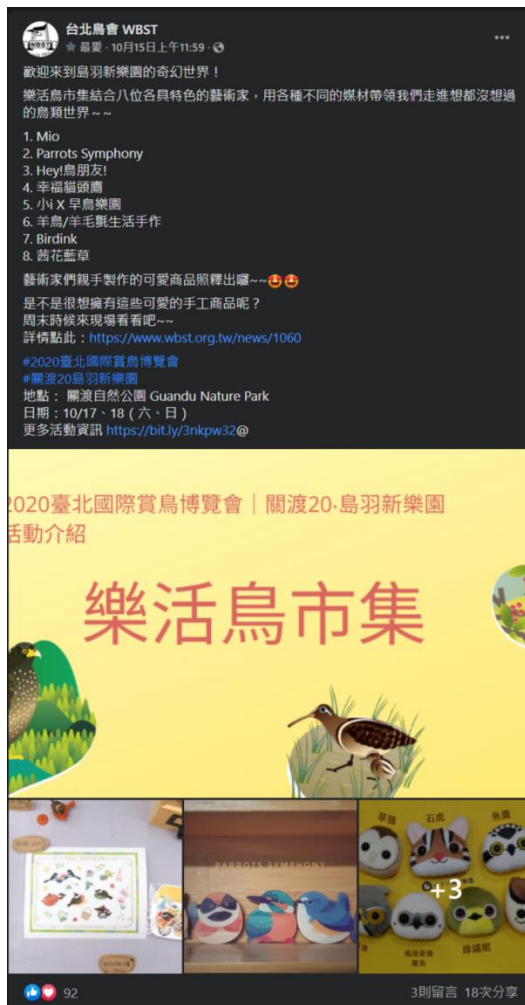 台北鳥會 WBST
最愛 · 10月15日上午11:59 ·
歡迎來到島羽新樂園的奇幻世界！
樂活鳥市集結合八位各具特色的藝術家，用各種不同的媒材帶領我們走進想都沒想過
的鳥類世界～～
1. Mio
2. Parrots Symphony
3. Hey!鳥朋友!
4. 幸福貓頭鷹
5. 小i X 早鳥樂園
6. 羊鳥/羊毛氈生活手作
7. Birdink
8. 茜花藍草
藝術家們親手製作的可愛商品照釋出囉~~
是不是很想擁有這些可愛的手工商品呢？
周末時候來現場看看吧~~
詳情點此：https://www.wbst.org.tw/news/1060
#2020臺北國際賞鳥博覽會
#關渡20島羽新樂園
地點： 關渡自然公園 Guandu Nature Park
日期：10/17、18（六、日）
更多活動資訊 https://bit.ly/3nkpw32@
2020臺北國際賞鳥博覽會｜關渡20·島羽新樂園
活動介紹
樂活鳥市集
PARROTS SYMPHONY
草鴞
石虎
魚鷹
+3
綠繡眼
92
3則留言 18次分享